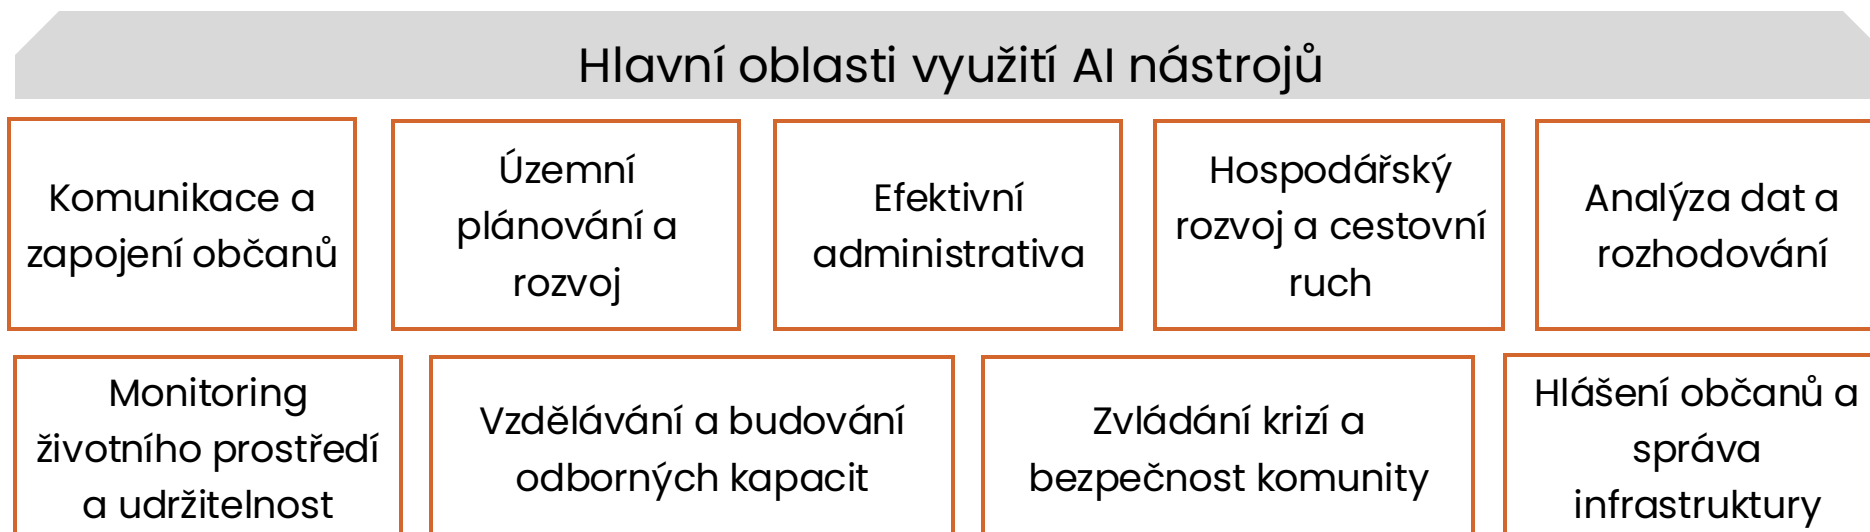 Hlavní oblasti využití AI nástrojů
Komunikace a
zapojení občanů
Územní
plánování a
rozvoj
Efektivní
administrativa
Hospodářský
rozvoj a cestovní
ruch
Analýza dat a
rozhodování
Monitoring
životního prostředí
a udržitelnost
Vzdělávání a budování
odborných kapacit
Zvládání krizí a
bezpečnost komunity
Hlášení občanů a
správa
infrastruktury